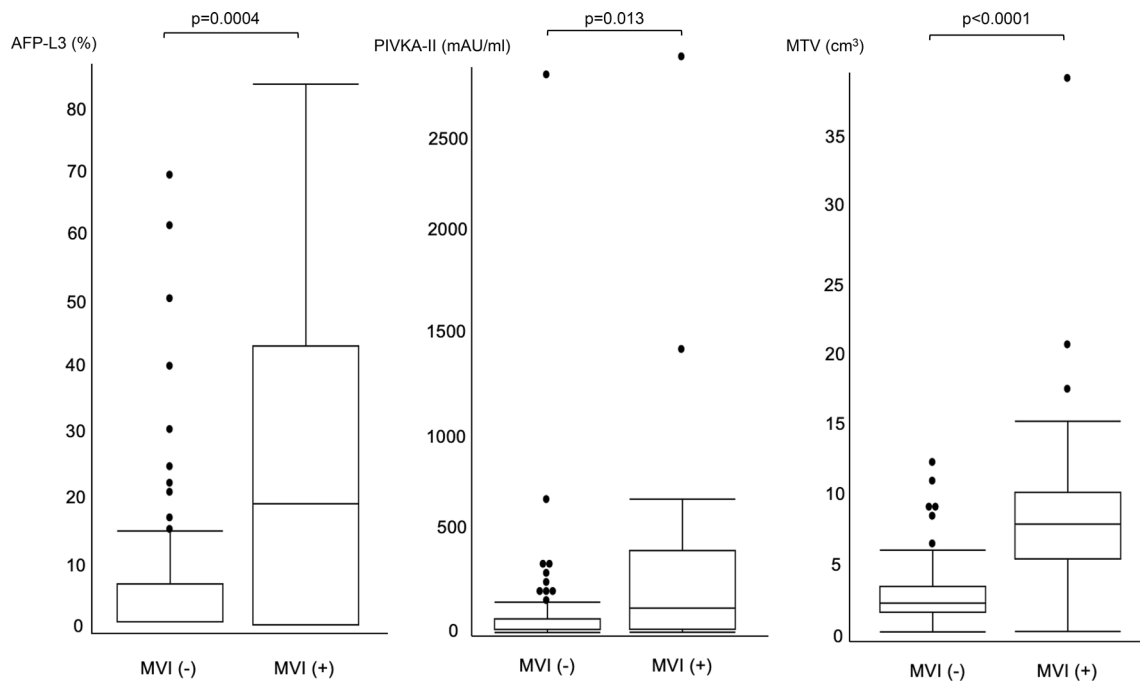 p=0.0004
AFP-L3 (%)
80
70
60
50
40
30
20
10
0
MVI (-)
MVI (+)
p=0.013
PIVKA-II (mAU/ml)
2500
2000
1500
1000
500
0
MVI (-)
MVI (+)
p<0.0001
MTV (cm³)
35
30
25
20
15
10
5
0
MVI (-)
MVI (+)